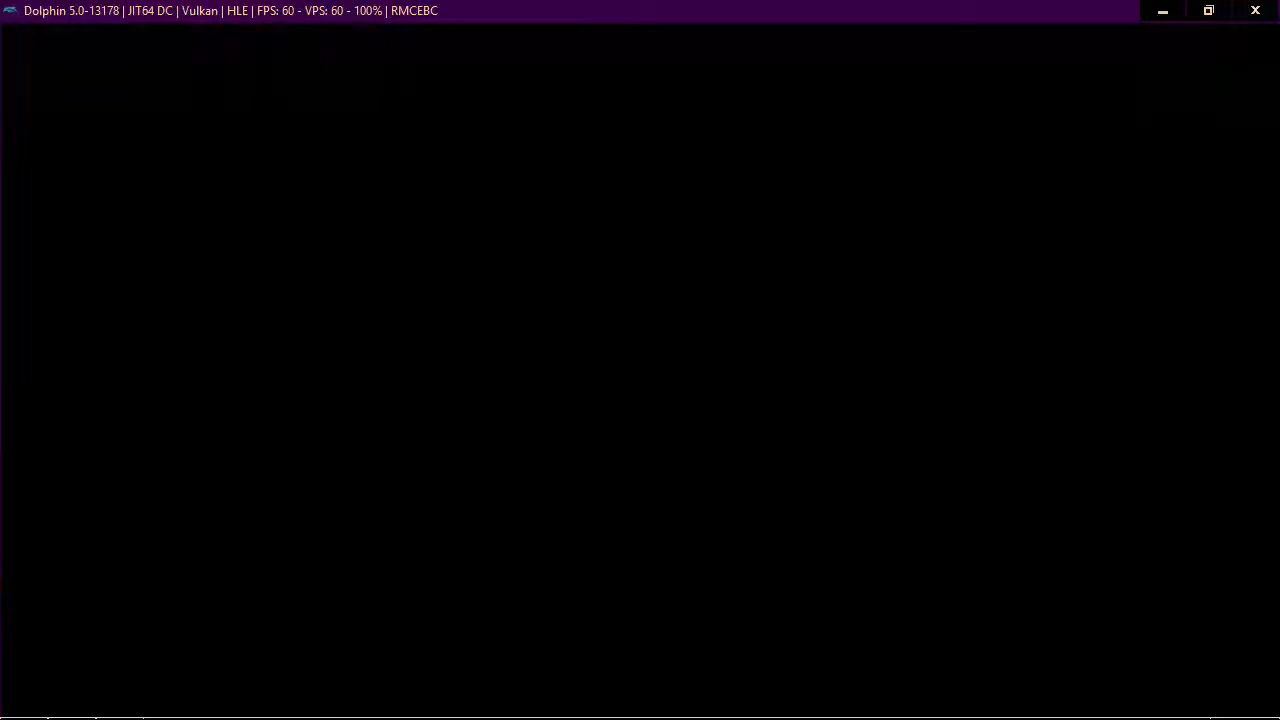 Dolphin 5.0-13178 | JIT64 DC | Vulkan | HLE | FPS: 60 - VPS: 60 - 100% | RMCEBC